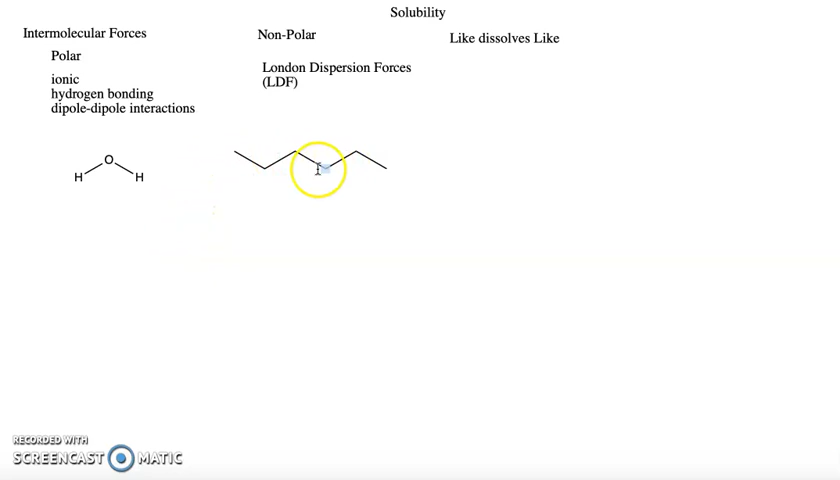 Solubility
Intermolecular Forces
Non-Polar
Like dissolves Like
Polar
London Dispersion Forces
(LDF)
ionic
hydrogen bonding
dipole-dipole interactions
O
H H
RECORDED WITH
SCREENCAST MATIC